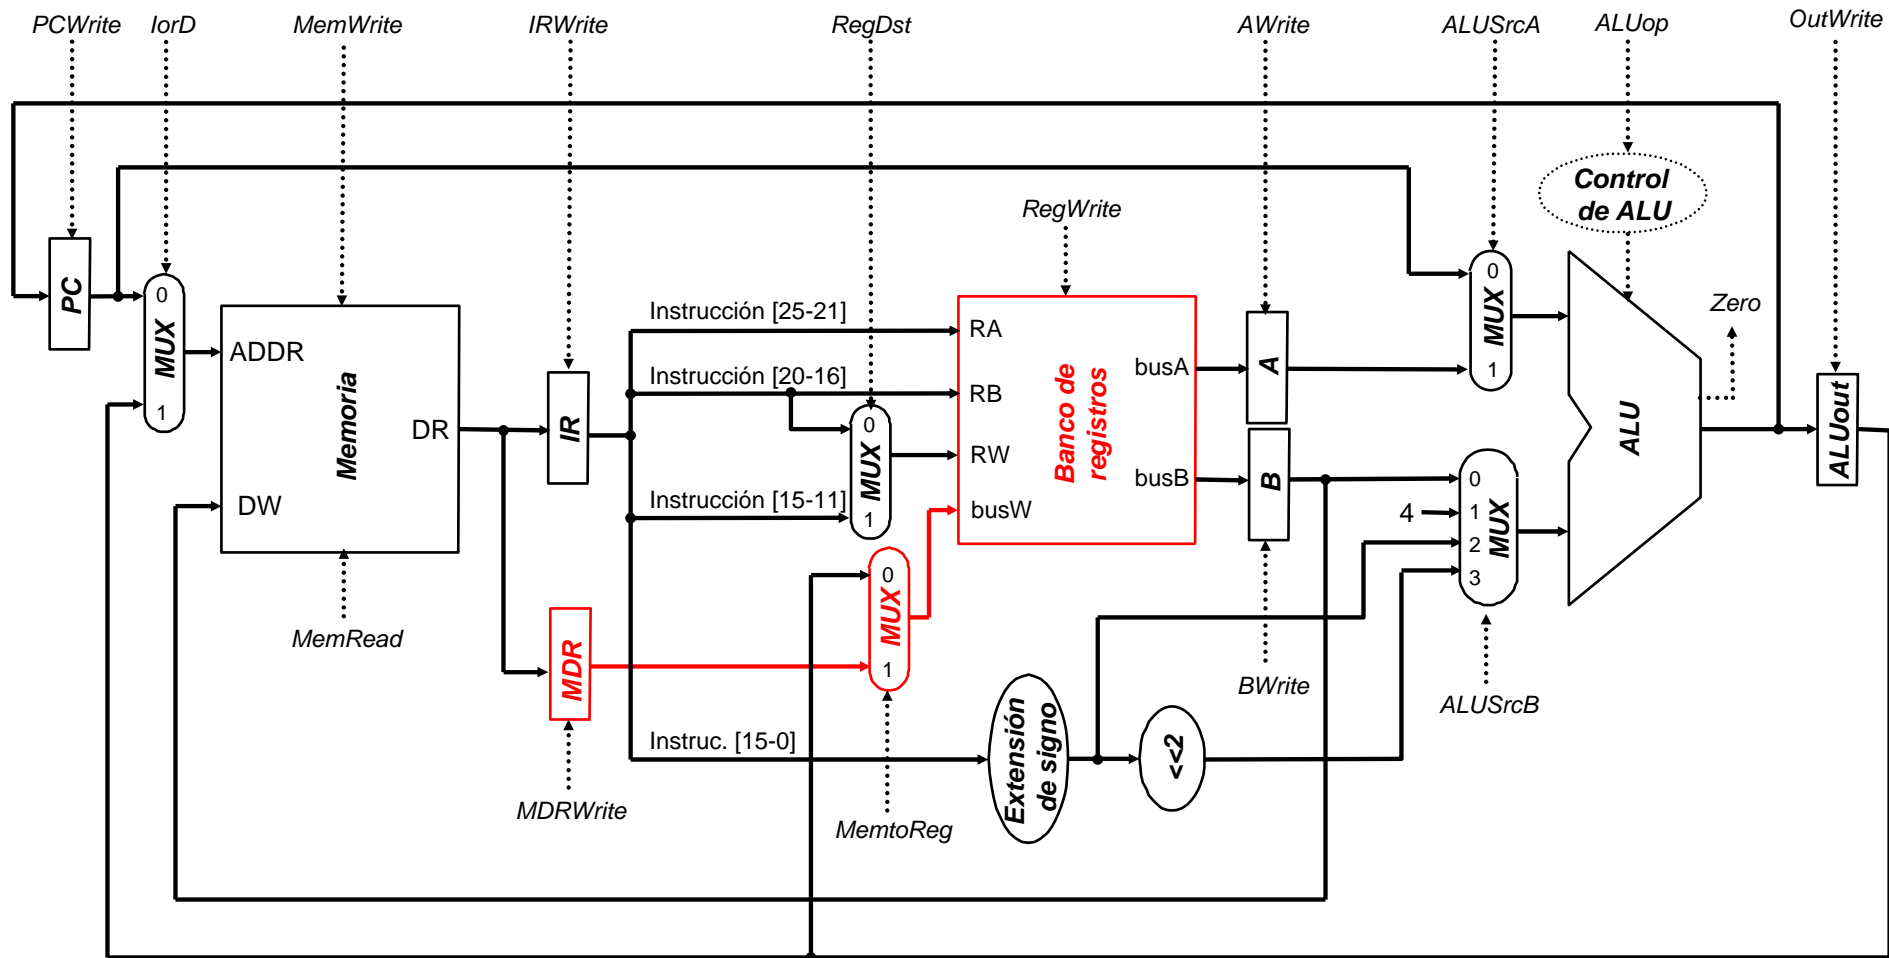 PCWrite
IorD
MemWrite
IRWrite
RegDst
AWrite
ALUSrcA
ALUop
OutWrite
Control
de ALU
RegWrite
PC
0
MUX
1
ADDR
Memoria
DR
DW
MemRead
IR
Instrucción [25-21]
Instrucción [20-16]
0
MUX
1
Instrucción [15-11]
RA
RB
RW
busW
Banco de
registros
busA
busB
A
B
BWrite
0
MUX
1
0
1
2
3
MUX
4
ALUSrcB
ALU
Zero
ALUout
MDR
MDRWrite
0
MUX
1
MemtoReg
Instruc. [15-0]
Extensión
de signo
<<2